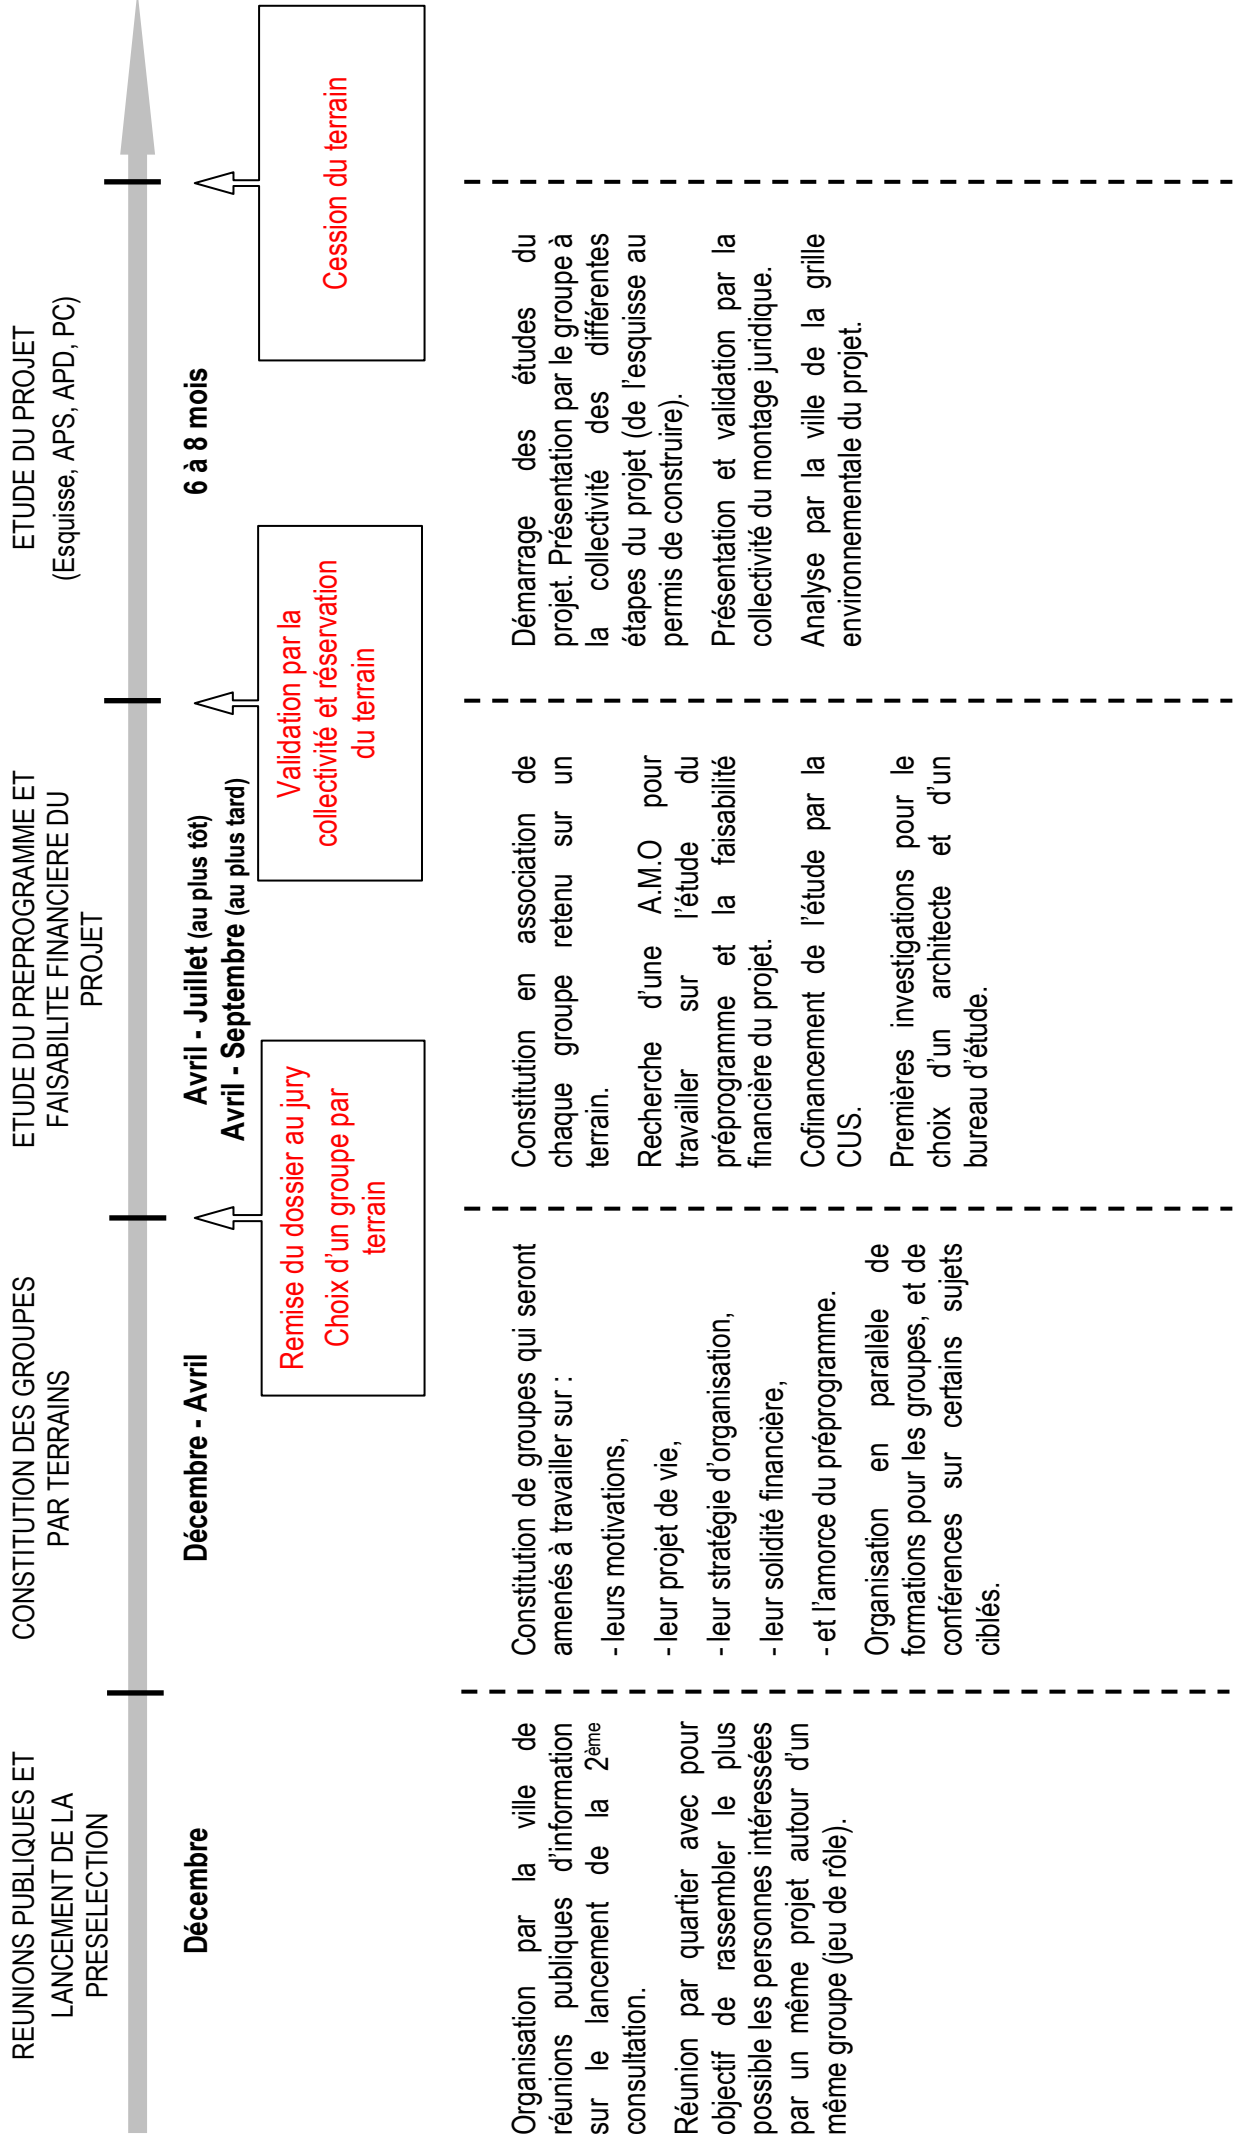 REUNIONS PUBLIQUES ET
LANCEMENT DE LA
PRESELECTION
Décembre
Organisation par la ville de
réunions publiques d'information
sur le lancement de la 2ème
consultation.
Réunion par quartier avec pour
objectif de rassembler le plus
possible les personnes intéressées
par un même projet autour d'un
même groupe (jeu de rôle).
CONSTITUTION DES GROUPES
PAR TERRAINS
Décembre - Avril
Remise du dossier au jury
Choix d'un groupe par
terrain
Constitution de groupes qui seront
amenés à travailler sur :
- leurs motivations,
- leur projet de vie,
- leur stratégie d'organisation,
- leur solidité financière,
- et l'amorce du préprogramme.
Organisation en parallèle de
formations pour les groupes, et de
conférences sur certains sujets
ciblés.
ETUDE DU PREPROGRAMME ET
FAISABILITE FINANCIERE DU
PROJET
Avril - Juillet (au plus tôt)
Avril - Septembre (au plus tard)
Validation par la
collectivité et réservation
du terrain
Constitution en association de
chaque groupe retenu sur un
terrain.
Recherche d'une A.M.O pour
travailler sur l'étude du
préprogramme et la faisabilité
financière du projet.
Cofinancement de l'étude par la
CUS.
Premières investigations pour le
choix d'un architecte et d'un
bureau d'étude.
ETUDE DU PROJET
(Esquisse, APS, APD, PC)
6 à 8 mois
Cession du terrain
Démarrage des études du
projet. Présentation par le groupe à
la collectivité des différentes
étapes du projet (de l'esquisse au
permis de construire).
Présentation et validation par la
collectivité du montage juridique.
Analyse par la ville de la grille
environnementale du projet.